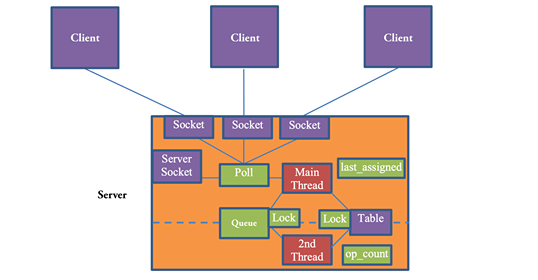 Client
Client
Client
Socket
Socket
Socket
Server
Socket
Poll
Main
Thread
last_assigned
Server
Queue
Lock
Lock
Table
2nd
Thread
op_count